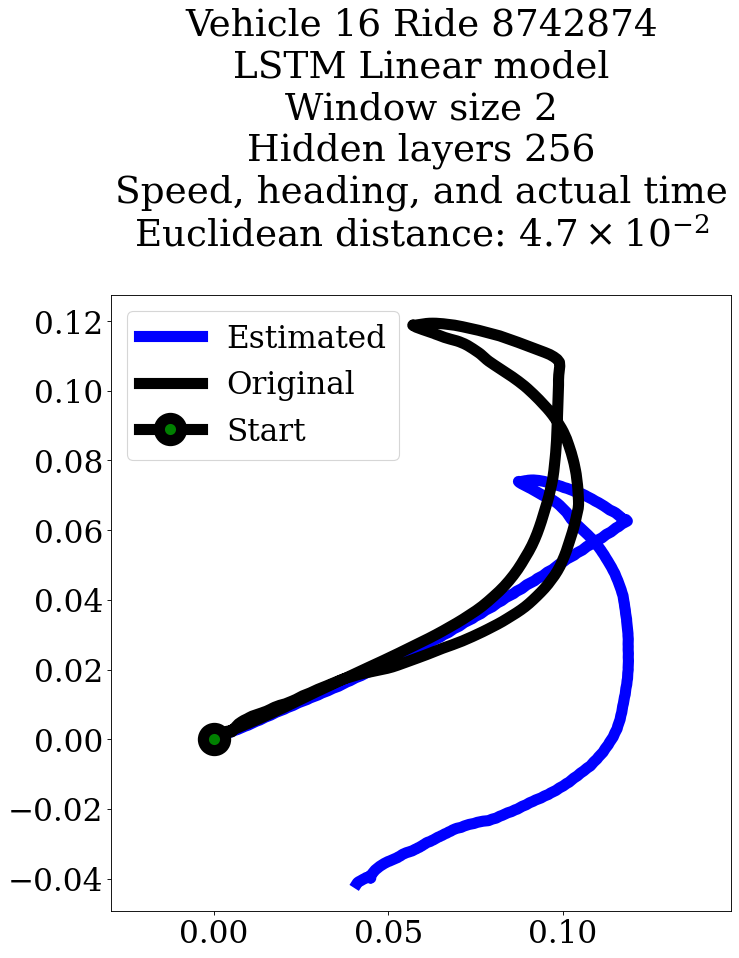 Vehicle 16 Ride 8742874
LSTM Linear model
Window size 2
Hidden layers 256
Speed, heading, and actual time
Euclidean distance: 4.7 × 10⁻²
Estimated
Original
Start
0.12
0.10
0.08
0.06
0.04
0.02
0.00
−0.02
−0.04
0.00 0.05 0.10